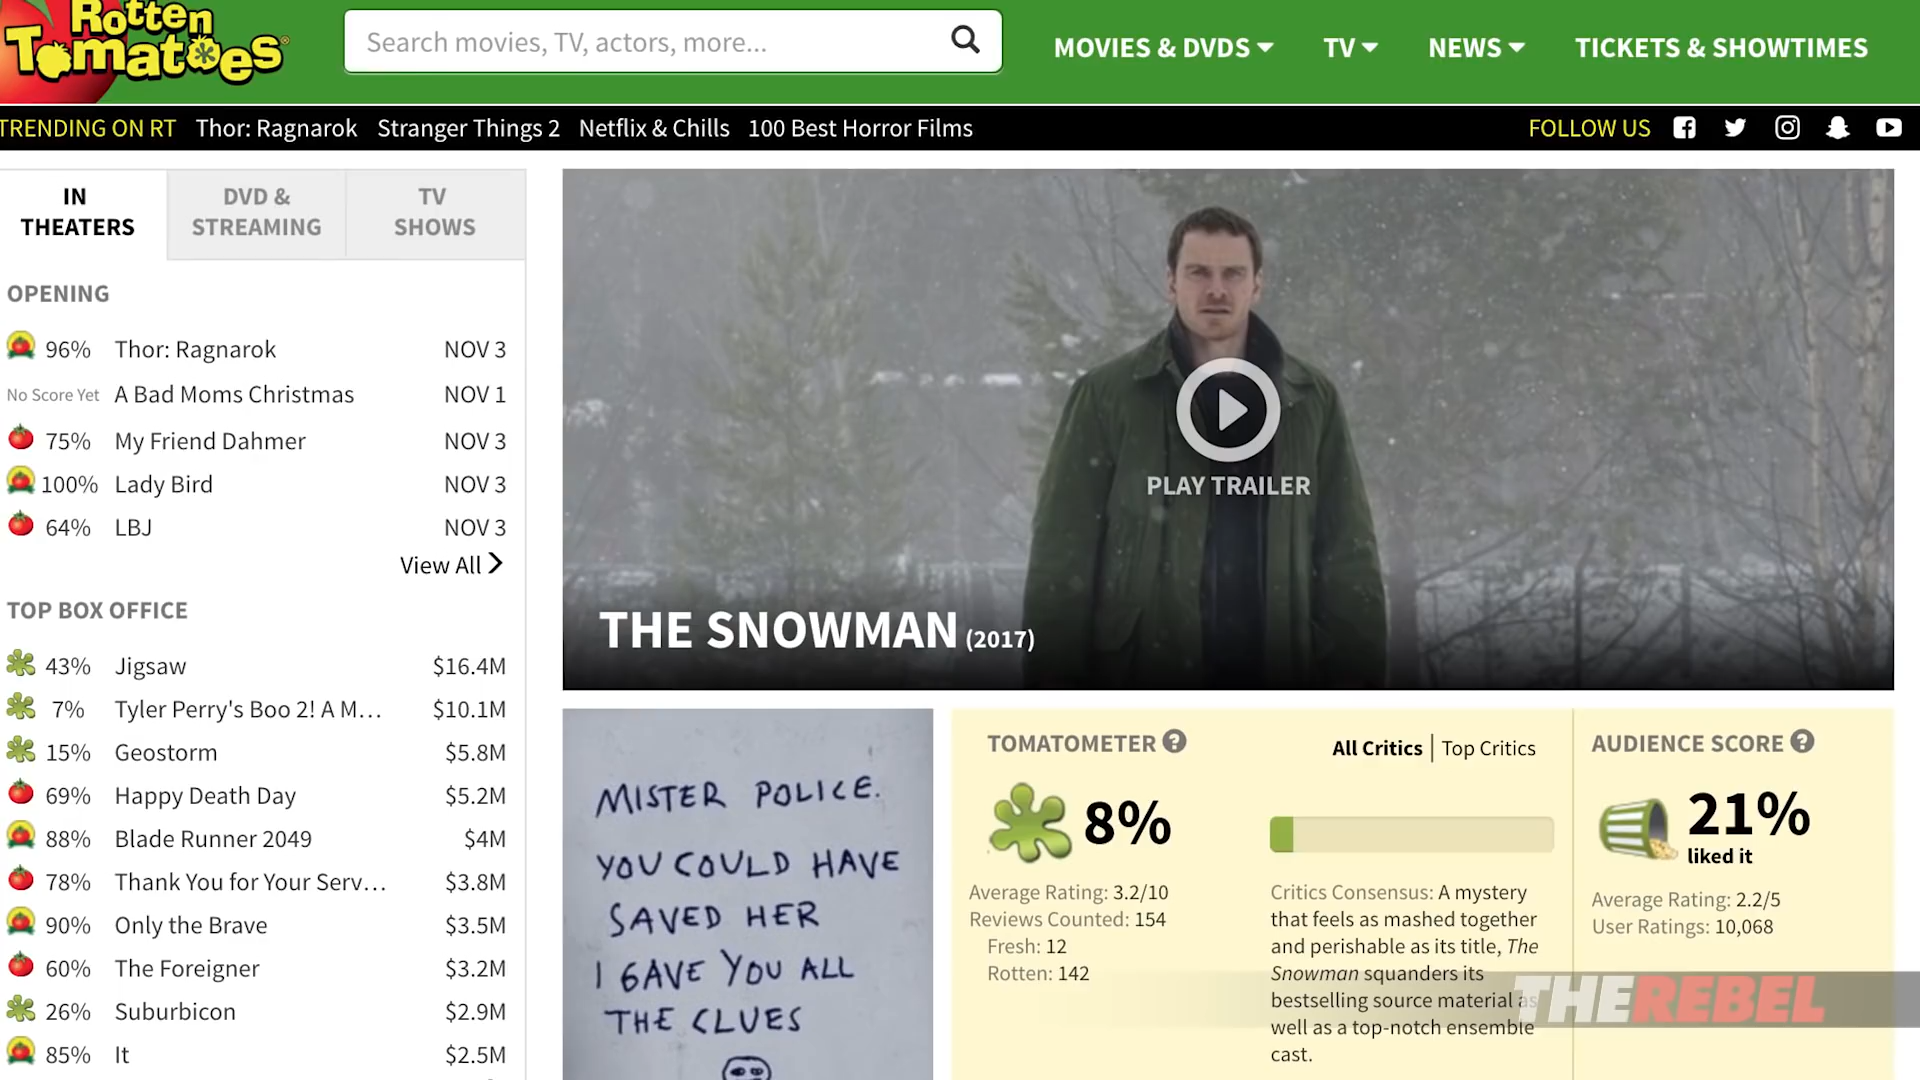 Rotten
Tomatoes
Search movies, TV, actors, more...
MOVIES & DVDS
TV
NEWS
TICKETS & SHOWTIMES
TRENDING ON RT
Thor: Ragnarok
Stranger Things 2
Netflix & Chills
100 Best Horror Films
FOLLOW US
IN
THEATERS
DVD &
STREAMING
TV
SHOWS
OPENING
96% Thor: Ragnarok NOV 3
No Score Yet A Bad Moms Christmas NOV 1
75% My Friend Dahmer NOV 3
100% Lady Bird NOV 3
64% LBJ NOV 3
View All
TOP BOX OFFICE
43% Jigsaw $16.4M
7% Tyler Perry's Boo 2! A M... $10.1M
15% Geostorm $5.8M
69% Happy Death Day $5.2M
88% Blade Runner 2049 $4M
78% Thank You for Your Serv... $3.8M
90% Only the Brave $3.5M
60% The Foreigner $3.2M
26% Suburbicon $2.9M
85% It $2.5M
PLAY TRAILER
THE SNOWMAN (2017)
MISTER POLICE.
YOU COULD HAVE
SAVED HER
I GAVE YOU ALL
THE CLUES
TOMATOMETER ?
All Critics | Top Critics
8%
Average Rating: 3.2/10
Reviews Counted: 154
Fresh: 12
Rotten: 142
Critics Consensus: A mystery
that feels as mashed together
and perishable as its title, The
Snowman squanders its
bestselling source material as
well as a top-notch ensemble
cast.
AUDIENCE SCORE ?
21%
liked it
Average Rating: 2.2/5
User Ratings: 10,068
THE REBEL